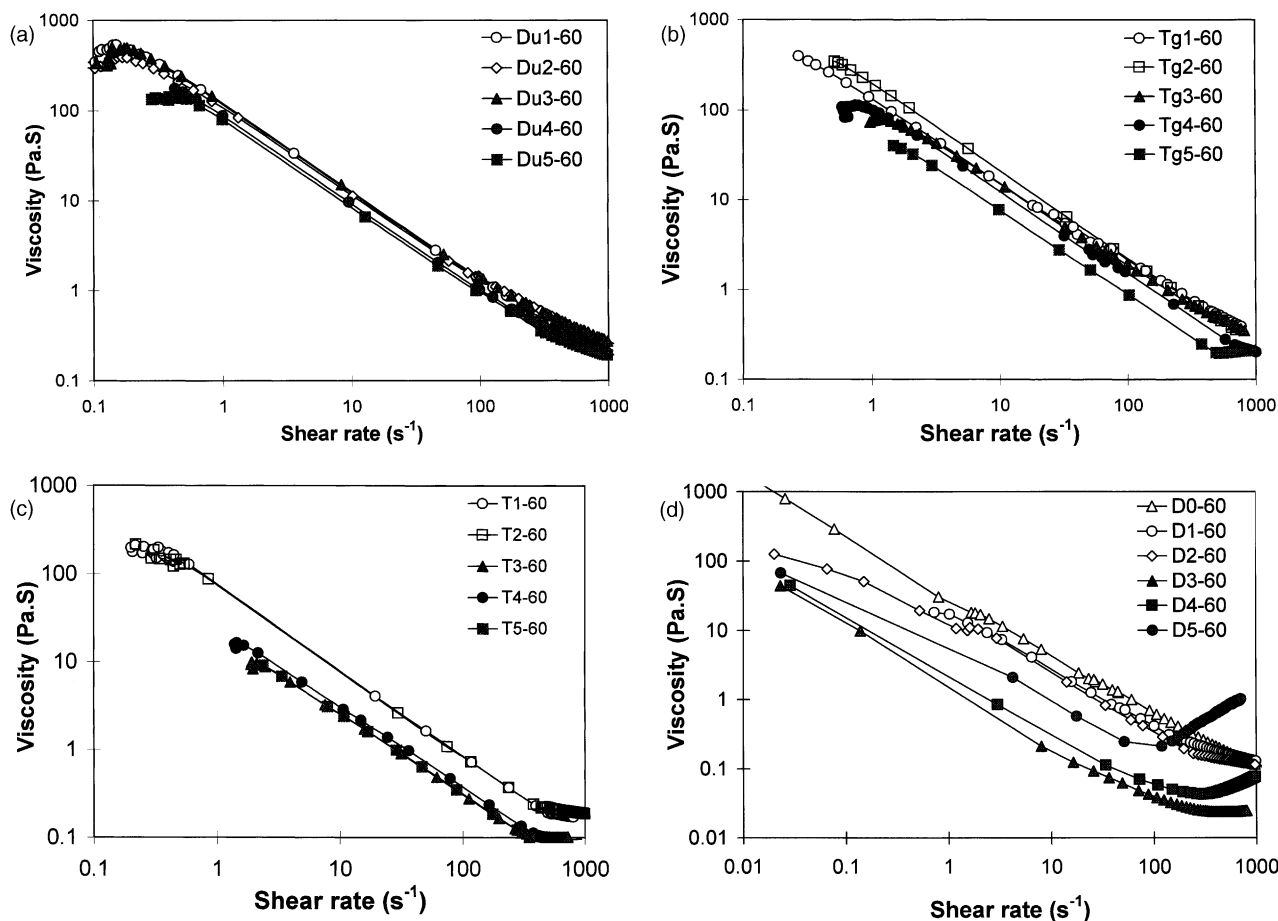 (a)
Viscosity (Pa.S)
1000
100
10
1
0.1
0.1 1 10 100 1000
Shear rate (s-1)
Du1-60
Du2-60
Du3-60
Du4-60
Du5-60
(b)
Viscosity (Pa.S)
1000
100
10
1
0.1
0.1 1 10 100 1000
Shear rate (s-1)
Tg1-60
Tg2-60
Tg3-60
Tg4-60
Tg5-60
(c)
Viscosity (Pa.S)
1000
100
10
1
0.1
0.1 1 10 100 1000
Shear rate (s-1)
T1-60
T2-60
T3-60
T4-60
T5-60
(d)
Viscosity (Pa.S)
1000
100
10
1
0.1
0.01
0.01 0.1 1 10 100 1000
Shear rate (s-1)
D0-60
D1-60
D2-60
D3-60
D4-60
D5-60